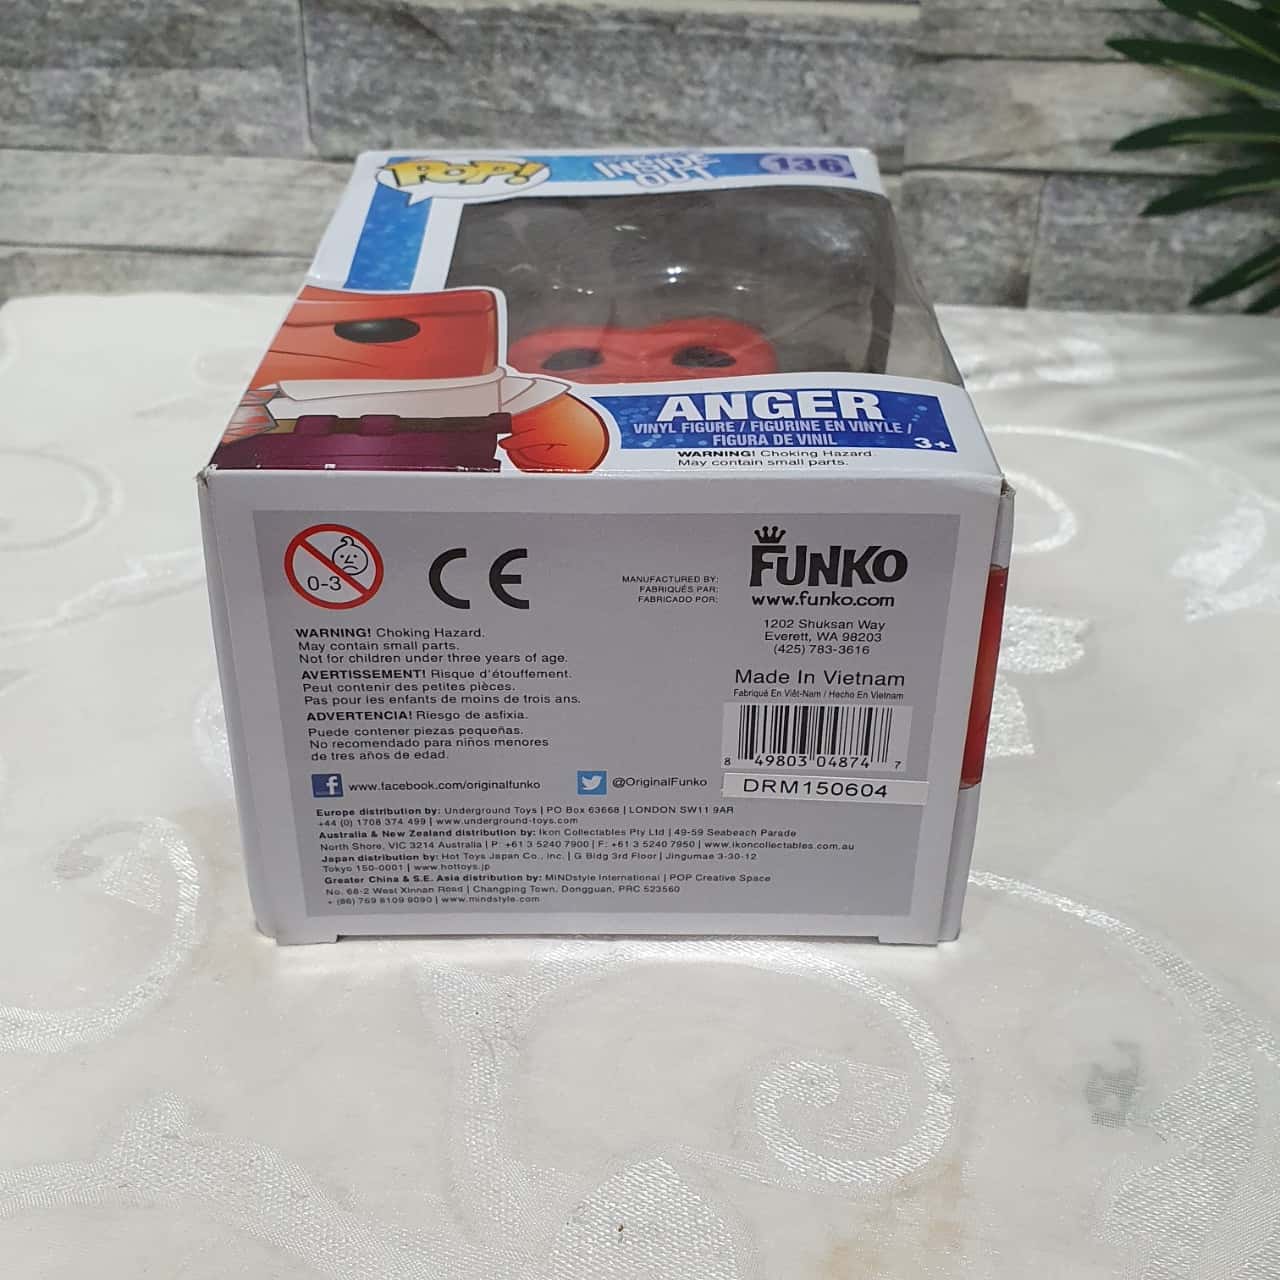 POP!
INSIDE OUT
136
ANGER
VINYL FIGURE / FIGURINE EN VINYLE /
FIGURA DE VINIL
3+
WARNING! Choking Hazard.
May contain small parts.
0-3
CE
MANUFACTURED BY:
FABRIQUÉS PAR:
FABRICADO POR:
FUNKO
www.funko.com
1202 Shuksan Way
Everett, WA 98203
(425) 783-3616
Made In Vietnam
Fabriqué En Viêt-Nam / Hecho En Vietnam
8 49803 04874 7
DRM150604
WARNING! Choking Hazard.
May contain small parts.
Not for children under three years of age.
AVERTISSEMENT! Risque d'étouffement.
Peut contenir des petites pièces.
Pas pour les enfants de moins de trois ans.
ADVERTENCIA! Riesgo de asfixia.
Puede contener piezas pequeñas.
No recomendado para niños menores
de tres años de edad.
www.facebook.com/originalfunko
@OriginalFunko
Europe distribution by: Underground Toys | PO Box 63668 | LONDON SW11 9AR
+44 (0) 1708 374 499 | www.underground-toys.com
Australia & New Zealand distribution by: Ikon Collectables Pty Ltd | 49-59 Seabeach Parade
North Shore, VIC 3214 Australia | P: +61 3 5240 7900 | F: +61 3 5240 7950 | www.ikoncollectables.com.au
Japan distribution by: Hot Toys Japan Co., Inc. | G Bldg 3rd Floor | Jingumae 3-30-12
Tokyo 150-0001 | www.hottoys.jp
Greater China & S.E. Asia distribution by: MINDstyle International | POP Creative Space
No. 68-2 West Xinnan Road | Changping Town, Dongguan, PRC 523560
+ (86) 769 8109 9090 | www.mindstyle.com